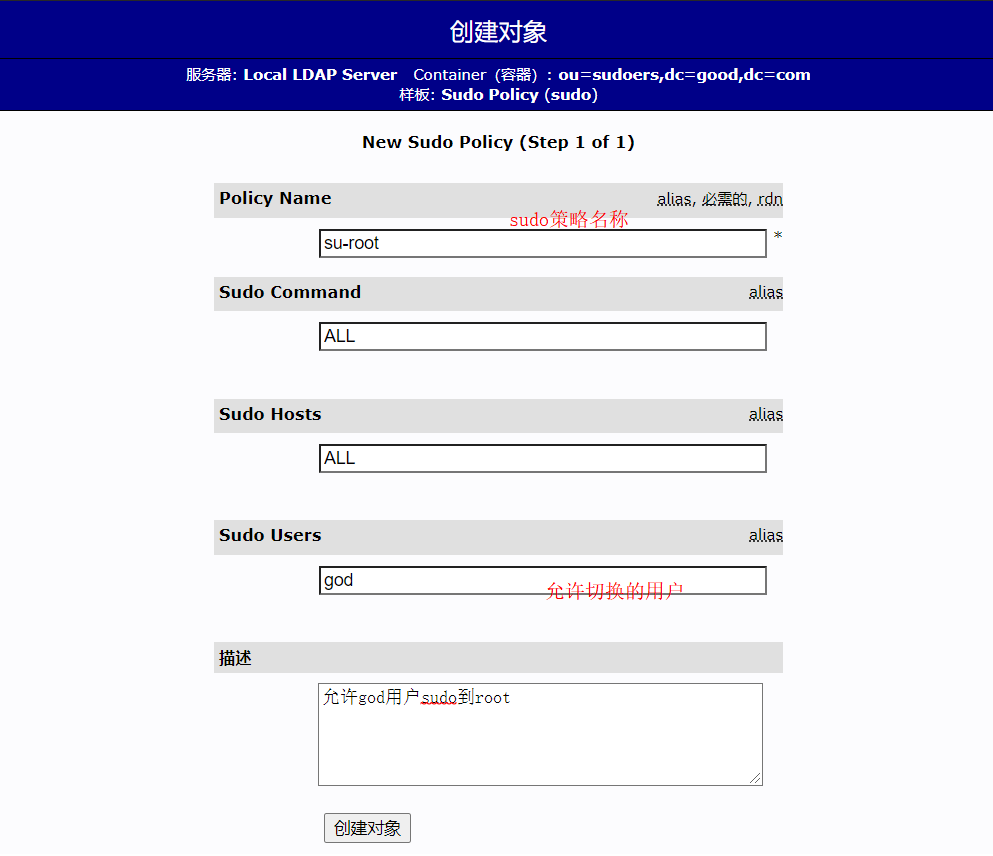 创建对象
服务器: Local LDAP Server Container (容器) : ou=sudoers,dc=good,dc=com
样板: Sudo Policy (sudo)
New Sudo Policy (Step 1 of 1)
Policy Name alias, 必需的, rdn
sudo策略名称
su-root *
Sudo Command alias
ALL
Sudo Hosts alias
ALL
Sudo Users alias
god 允许切换的用户
描述
允许god用户sudo到root
创建对象